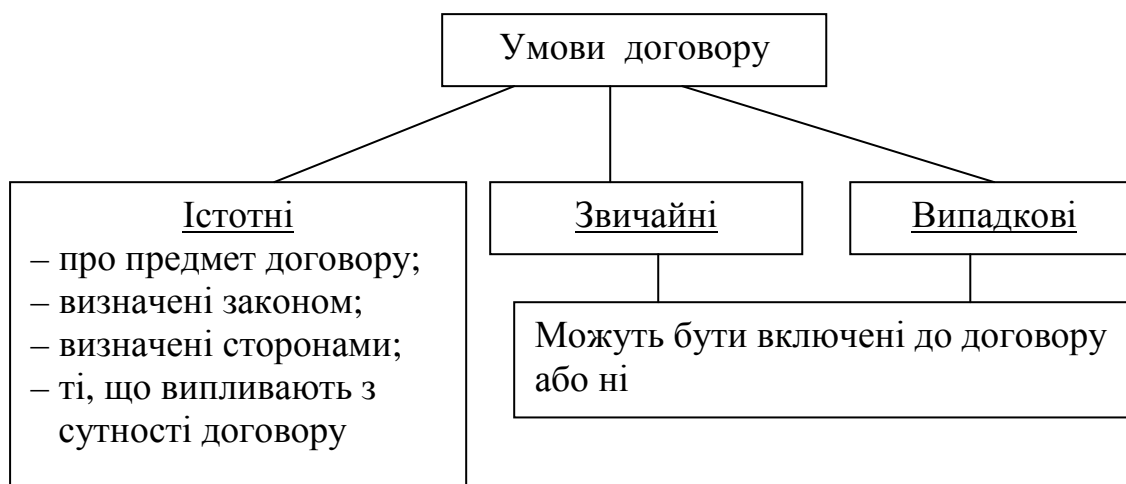 Умови договору
Істотні
– про предмет договору;
– визначені законом;
– визначені сторонами;
– ті, що випливають з
сутності договору
Звичайні
Випадкові
Можуть бути включені до договору
або ні